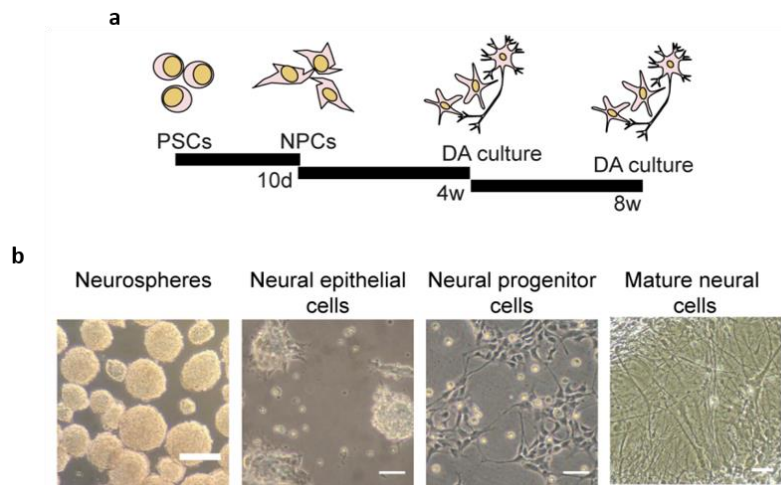 a
PSCs
NPCs
DA culture
DA culture
10d
4w
8w
b
Neurospheres
Neural epithelial
cells
Neural progenitor
cells
Mature neural
cells